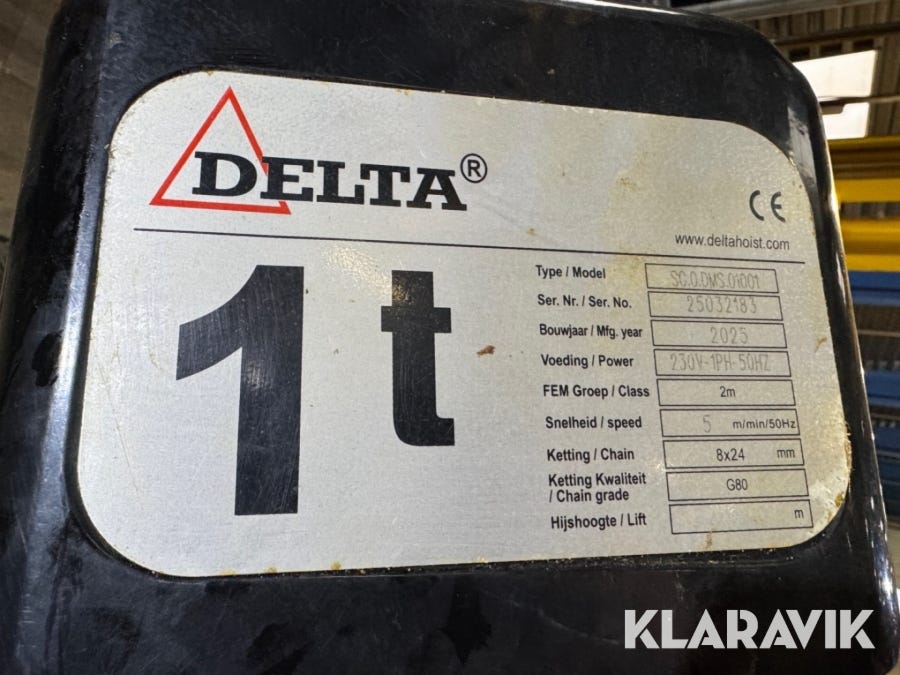 DELTA®
CE
www.deltahoist.com
1t
Type / Model SC.O.DMS.01001
Ser. Nr. / Ser. No. 25032183
Bouwjaar / Mfg. year 2025
Voeding / Power 230V-1PH-50HZ
FEM Groep / Class 2m
Snelheid / speed 5 m/min/50Hz
Ketting / Chain 8x24 mm
Ketting Kwaliteit
/ Chain grade G80
Hijshoogte / Lift m
KLARAVIK